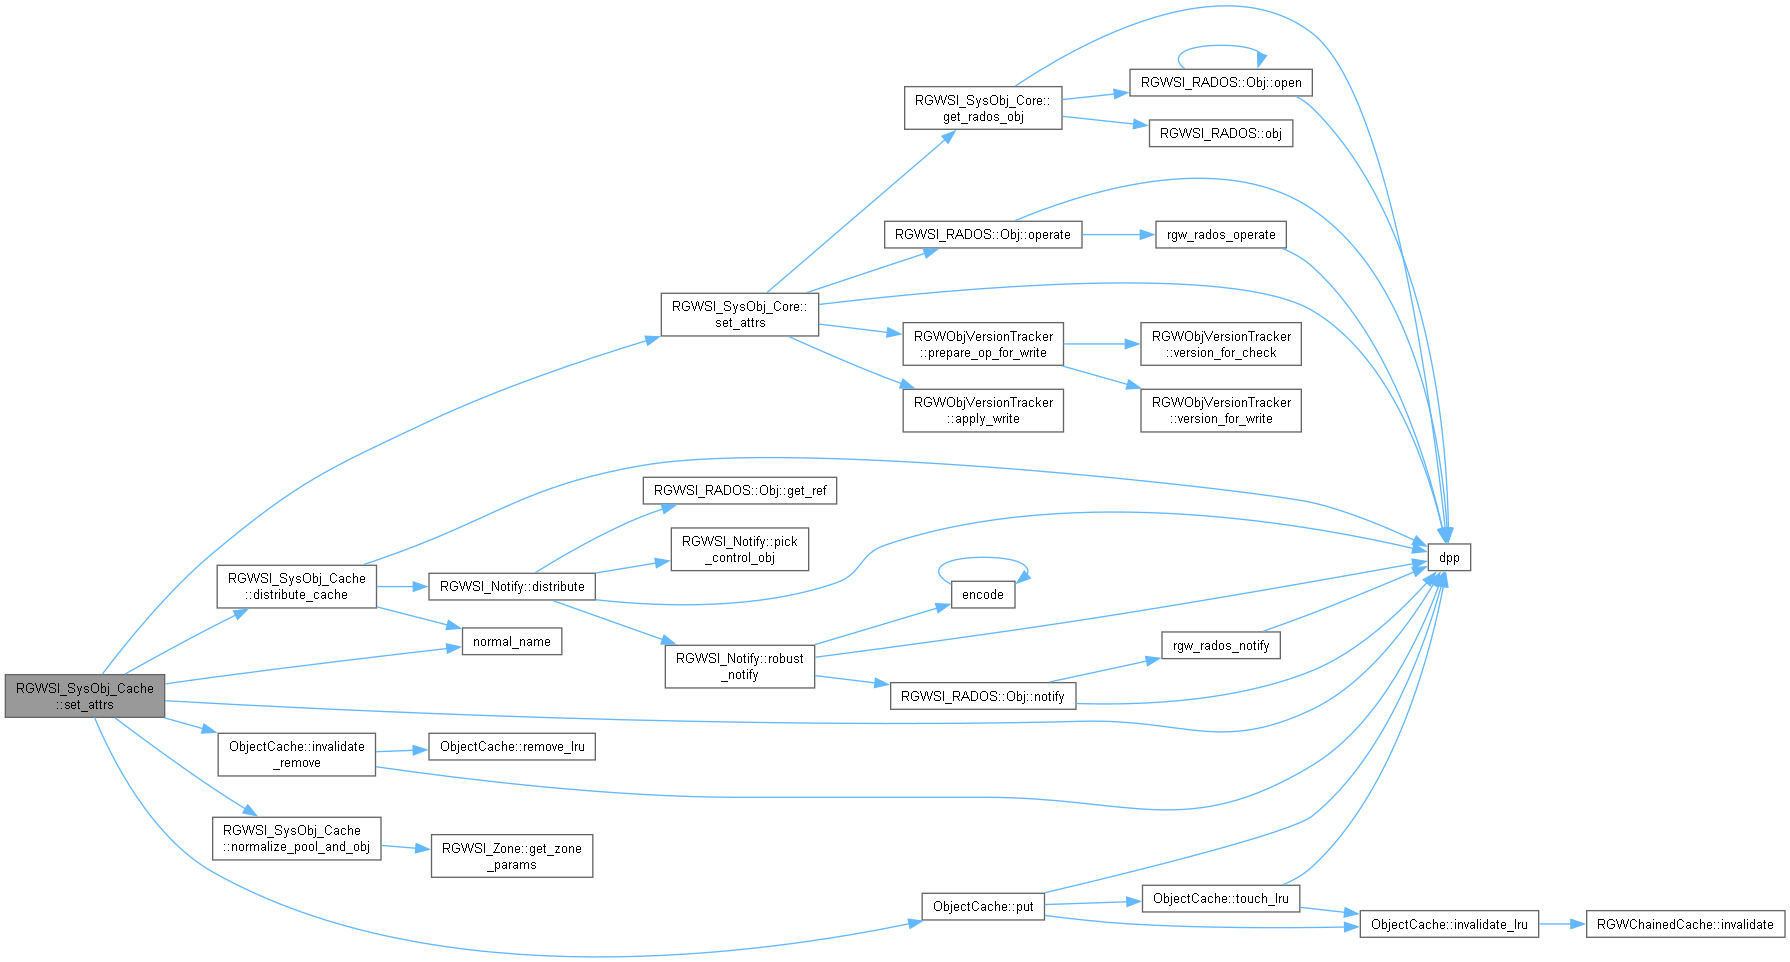 RGWSI_SysObj_Core::
get_rados_obj
RGWSI_RADOS::Obj::open
RGWSI_RADOS::obj
RGWSI_RADOS::Obj::operate
rgw_rados_operate
RGWSI_SysObj_Core::
set_attrs
RGWObjVersionTracker
::prepare_op_for_write
RGWObjVersionTracker
::version_for_check
RGWObjVersionTracker
::apply_write
RGWObjVersionTracker
::version_for_write
RGWSI_RADOS::Obj::get_ref
RGWSI_Notify::pick
_control_obj
dpp
RGWSI_SysObj_Cache
::distribute_cache
RGWSI_Notify::distribute
encode
normal_name
RGWSI_Notify::robust
_notify
rgw_rados_notify
RGWSI_RADOS::Obj::notify
RGWSI_SysObj_Cache
::set_attrs
ObjectCache::invalidate
_remove
ObjectCache::remove_lru
RGWSI_SysObj_Cache
::normalize_pool_and_obj
RGWSI_Zone::get_zone
_params
ObjectCache::put
ObjectCache::touch_lru
ObjectCache::invalidate_lru
RGWChainedCache::invalidate